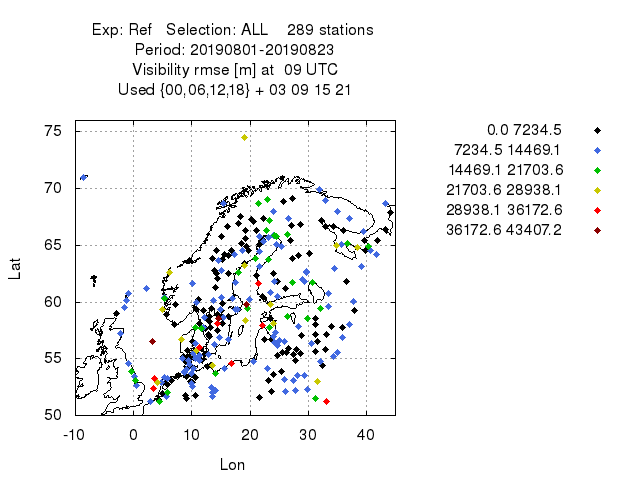 Exp: Ref Selection: ALL 289 stations
Period: 20190801-20190823
Visibility rmse [m] at 09 UTC
Used {00,06,12,18} + 03 09 15 21
0.0 7234.5
7234.5 14469.1
14469.1 21703.6
21703.6 28938.1
28938.1 36172.6
36172.6 43407.2
75
70
65
60
55
50
Lat
-10 0 10 20 30 40
Lon